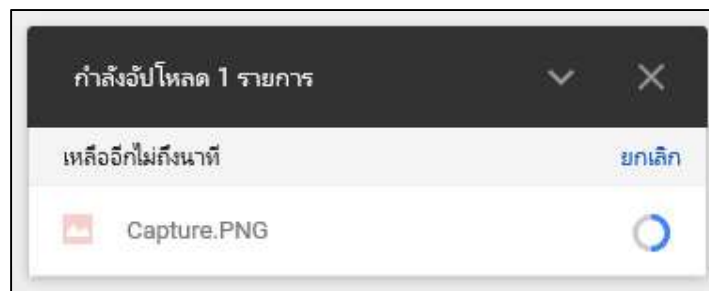 กำลังอัปโหลด 1 รายการ
เหลืออีกไม่ถึงนาที ยกเลิก
Capture.PNG